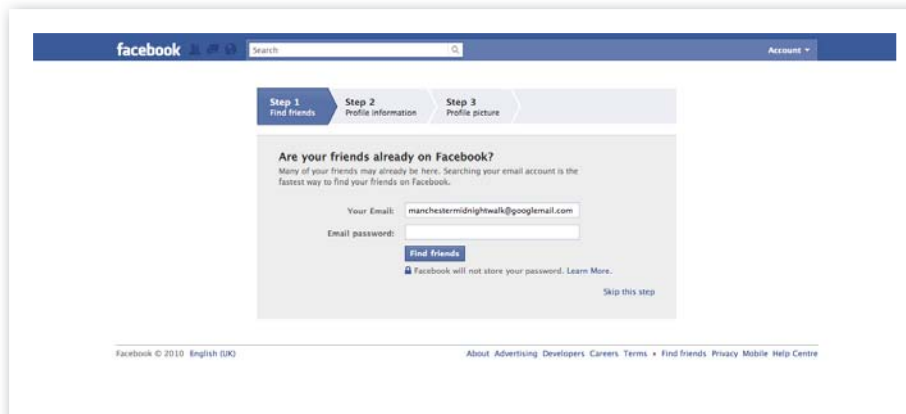 facebook Search Account
Step 1 Step 2 Step 3
Find friends Profile information Profile picture
Are your friends already on Facebook?
Many of your friends may already be here. Searching your email account is the
fastest way to find your friends on Facebook.
Your Email: manchestermidnightwalk@googlemail.com
Email password:
Find friends
Facebook will not store your password. Learn More.
Skip this step
Facebook © 2010 English (UK) About Advertising Developers Careers Terms • Find friends Privacy Mobile Help Centre